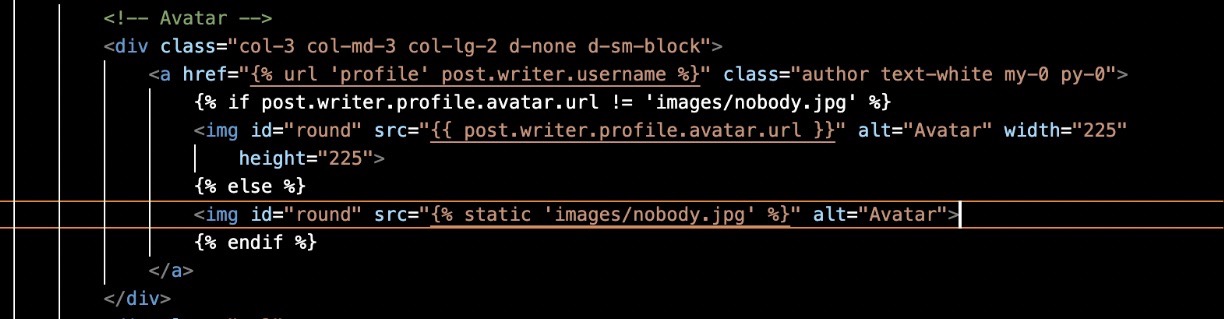 <!-- Avatar -->
<div class="col-3 col-md-3 col-lg-2 d-none d-sm-block">
<a href="{% url 'profile' post.writer.username %}" class="author text-white my-0 py-0">
{% if post.writer.profile.avatar.url != 'images/nobody.jpg' %}
<img id="round" src="{{ post.writer.profile.avatar.url }}" alt="Avatar" width="225"
height="225">
{% else %}
<img id="round" src="{% static 'images/nobody.jpg' %}" alt="Avatar">
{% endif %}
</a>
</div>